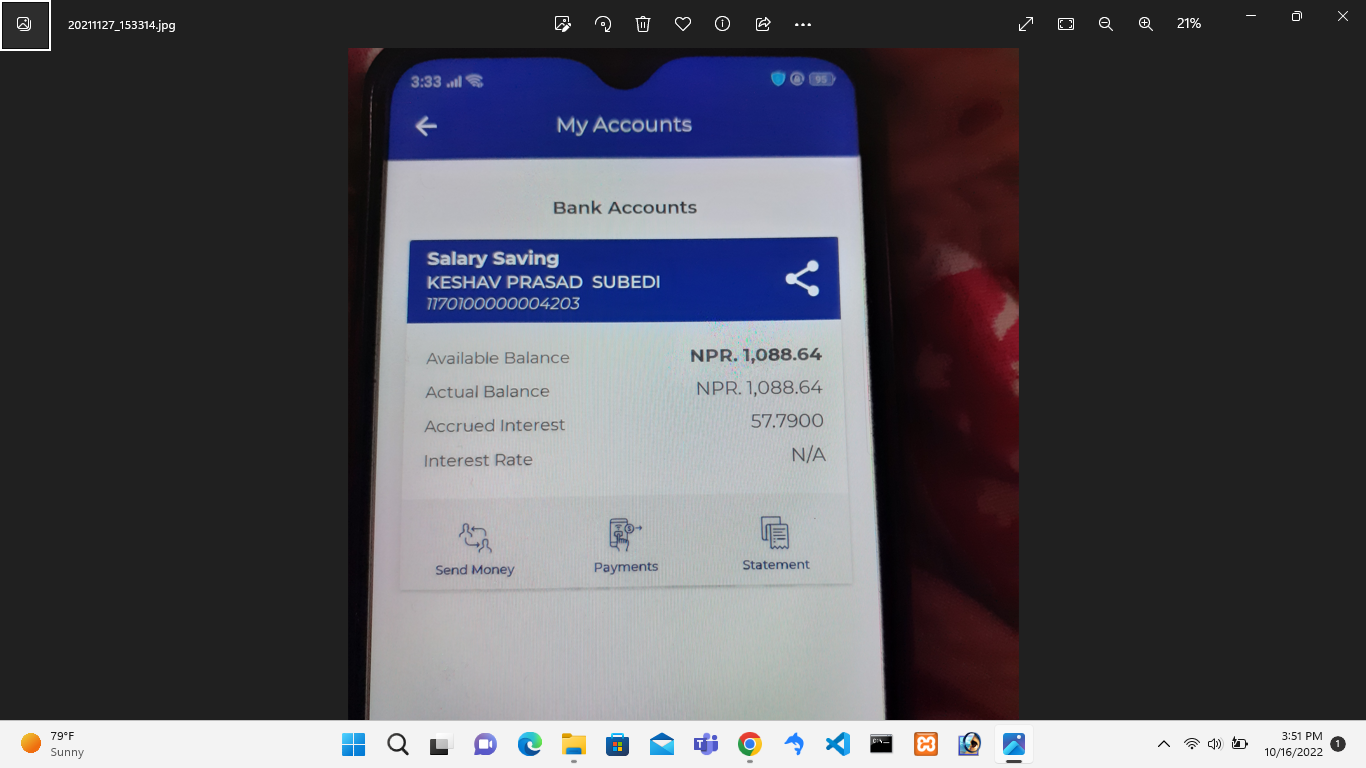 20211127_153314.jpg
21%
3:33
95
My Accounts
Bank Accounts
Salary Saving
KESHAV PRASAD SUBEDI
1170100000004203
Available Balance NPR. 1,088.64
Actual Balance NPR. 1,088.64
Accrued Interest 57.7900
Interest Rate N/A
Send Money Payments Statement
79°F
Sunny
3:51 PM
10/16/2022
1